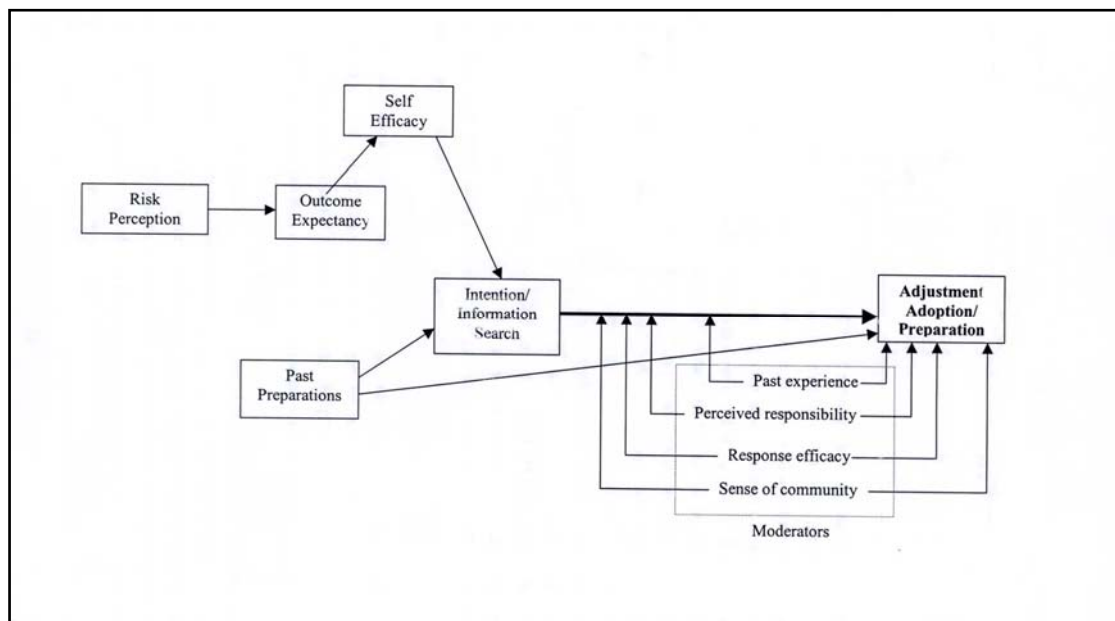 Self
Efficacy
Risk
Perception
Outcome
Expectancy
Intention/
Information
Search
Adjustment
Adoption/
Preparation
Past
Preparations
Past experience
Perceived responsibility
Response efficacy
Sense of community
Moderators